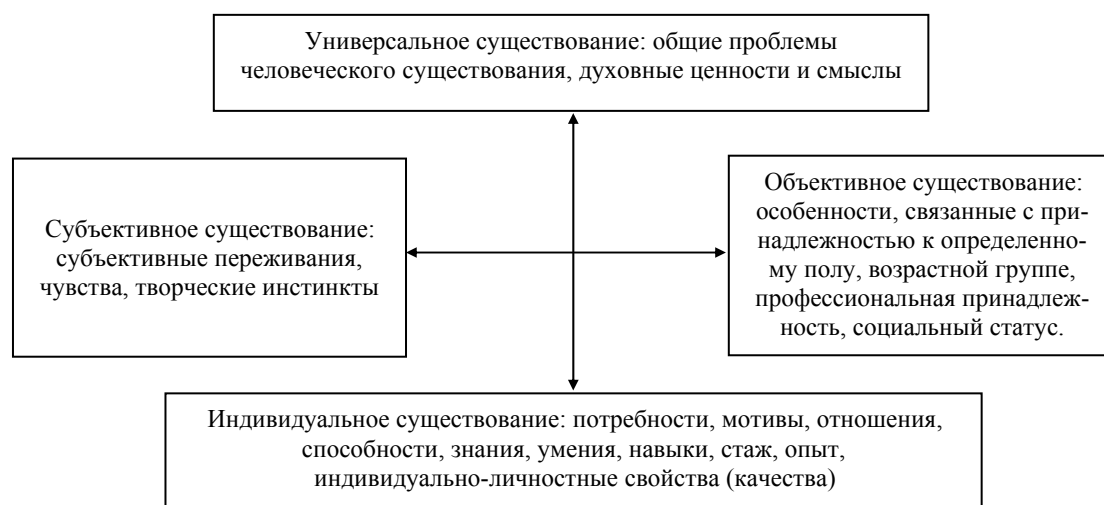 Универсальное существование: общие проблемы
человеческого существования, духовные ценности и смыслы
Субъективное существование:
субъективные переживания,
чувства, творческие инстинкты
Объективное существование:
особенности, связанные с при-
надлежностью к определенно-
му полу, возрастной группе,
профессиональная принадлеж-
ность, социальный статус.
Индивидуальное существование: потребности, мотивы, отношения,
способности, знания, умения, навыки, стаж, опыт,
индивидуально-личностные свойства (качества)